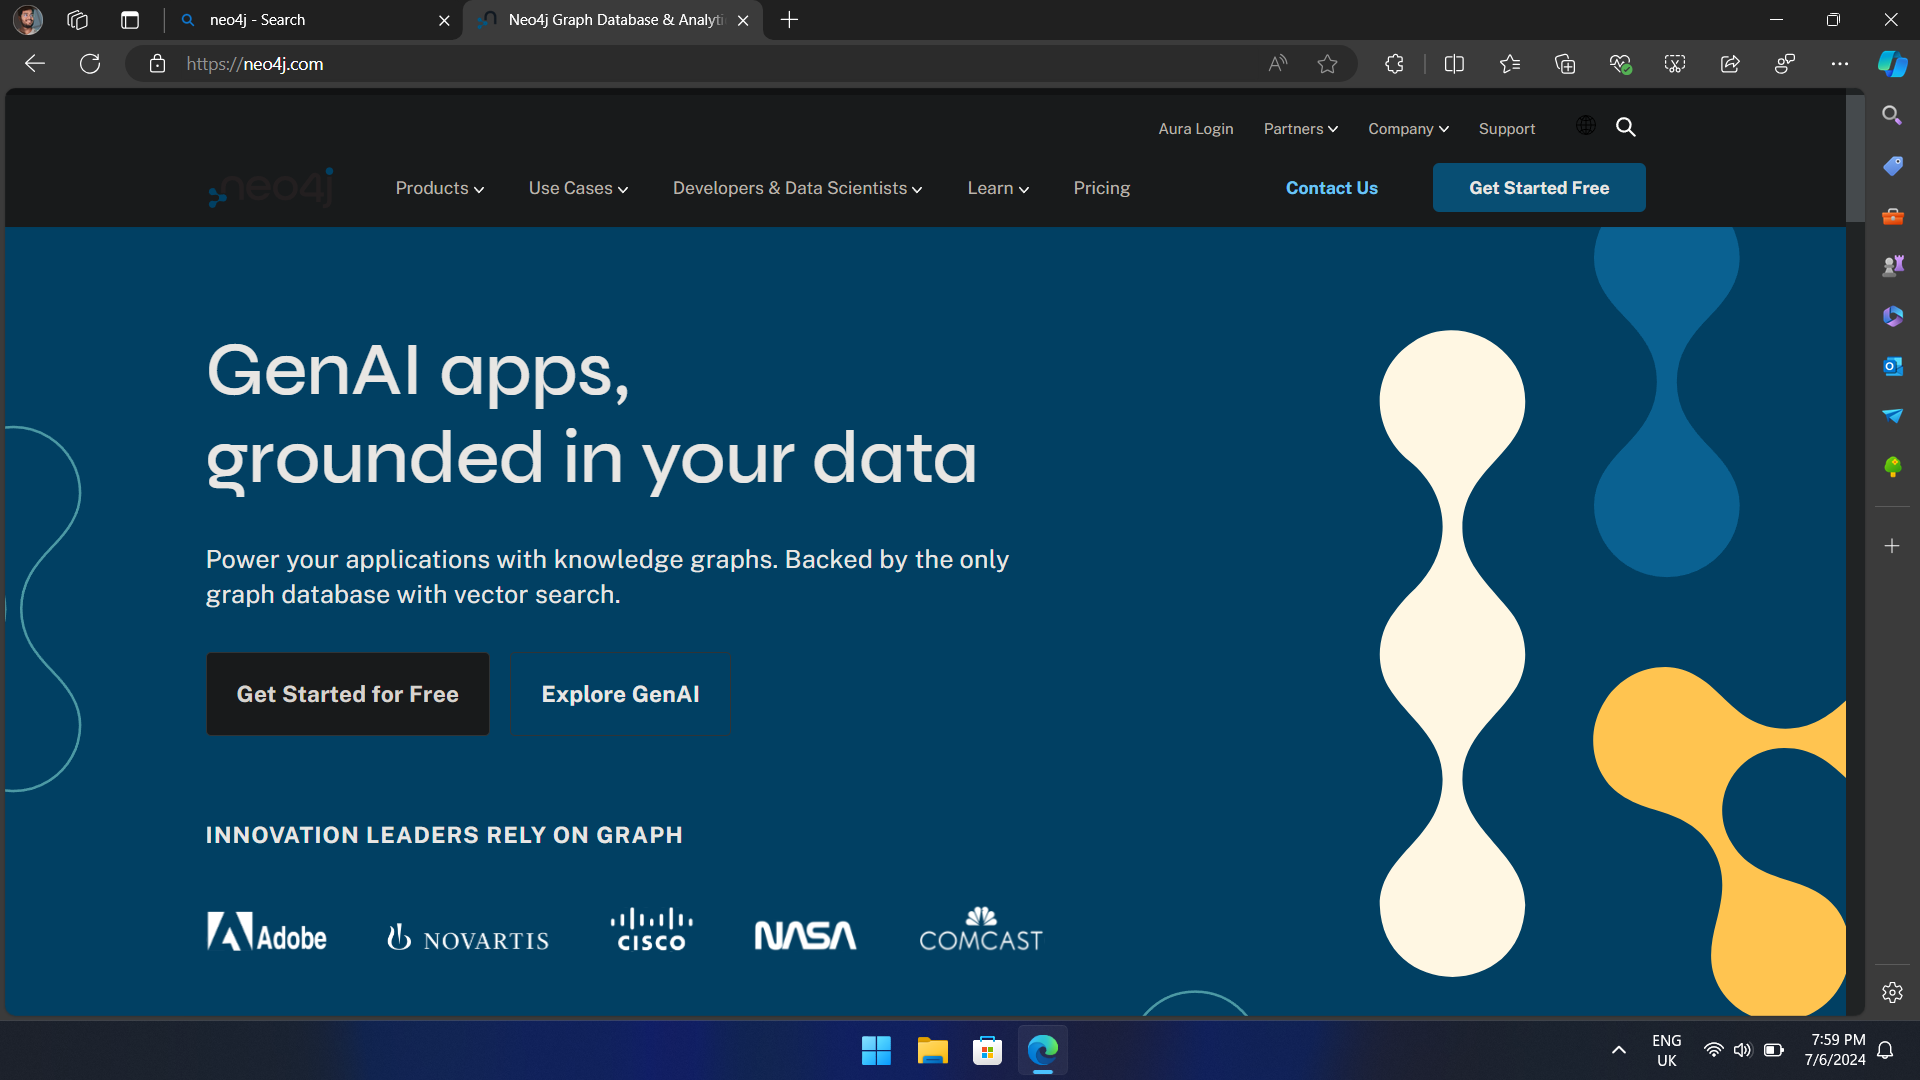 neo4j - Search
Neo4j Graph Database & Analyti
https://neo4j.com
Aura Login
Partners
Company
Support
neo4j
Products
Use Cases
Developers & Data Scientists
Learn
Pricing
Contact Us
Get Started Free
GenAI apps,
grounded in your data
Power your applications with knowledge graphs. Backed by the only
graph database with vector search.
Get Started for Free
Explore GenAI
INNOVATION LEADERS RELY ON GRAPH
Adobe
NOVARTIS
CISCO
NASA
COMCAST
ENG
UK
7:59 PM
7/6/2024